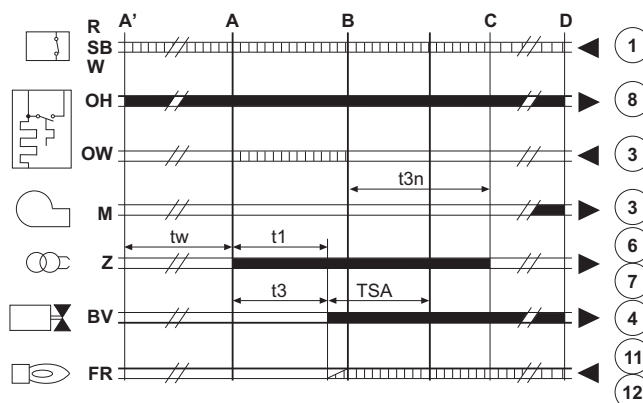 A' A B C D
R
SB 1
W
OH 8
OW 3
t3n
M 3
tw t1 6
Z 7
t3 TSA
BV 4
11
FR 12